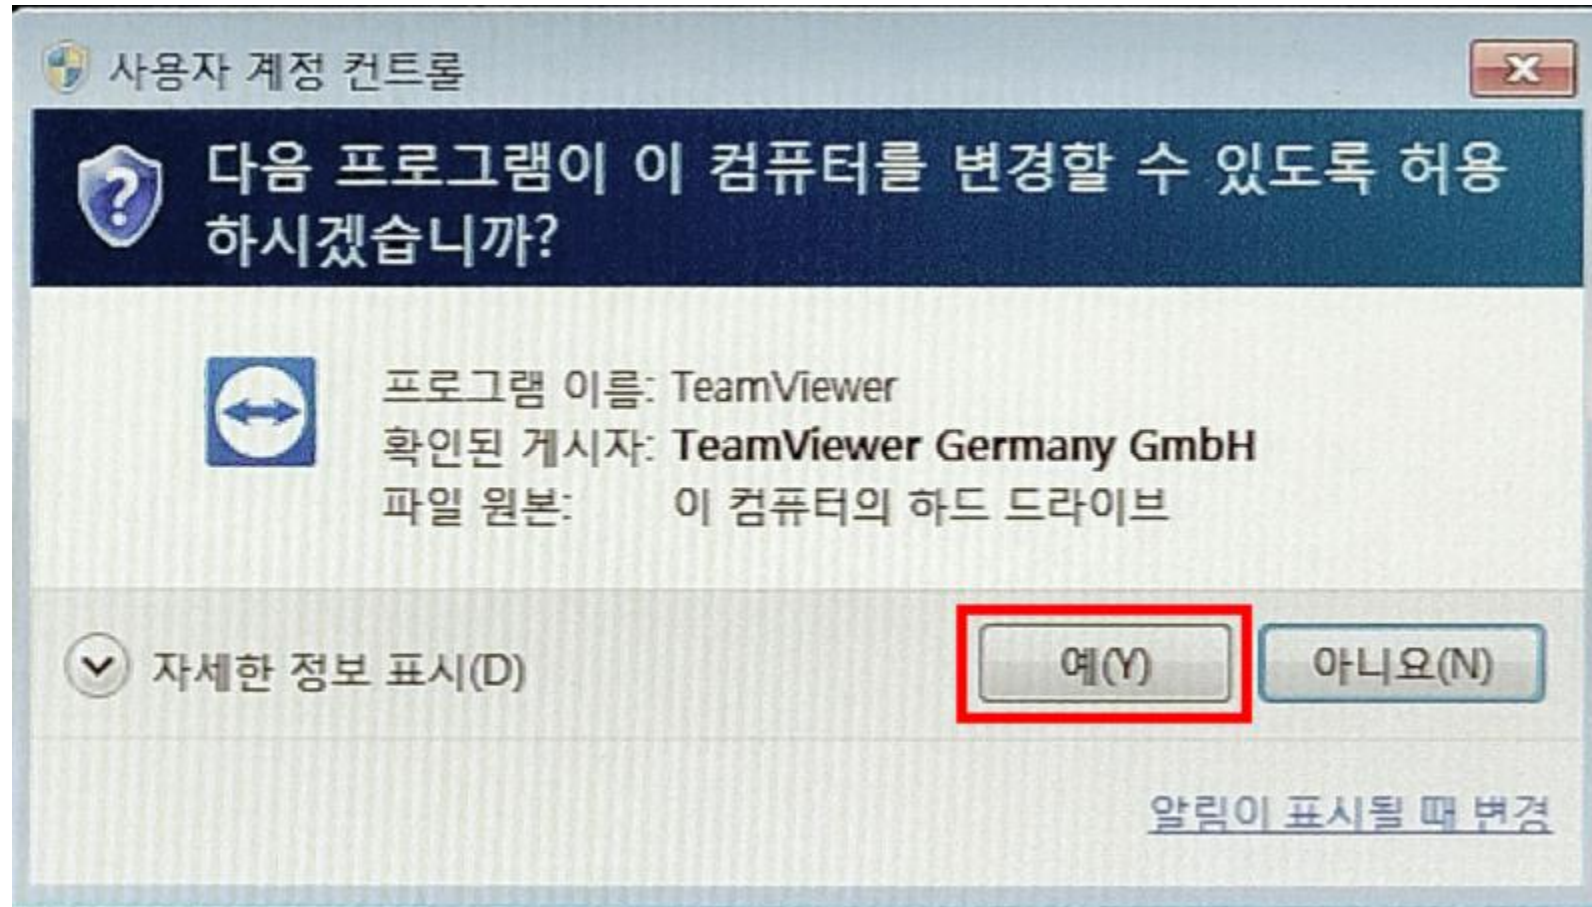 사용자 계정 컨트롤
다음 프로그램이 이 컴퓨터를 변경할 수 있도록 허용
하시겠습니까?
프로그램 이름: TeamViewer
확인된 게시자: TeamViewer Germany GmbH
파일 원본: 이 컴퓨터의 하드 드라이브
자세한 정보 표시(D)
예(Y)
아니요(N)
알림이 표시될 때 변경